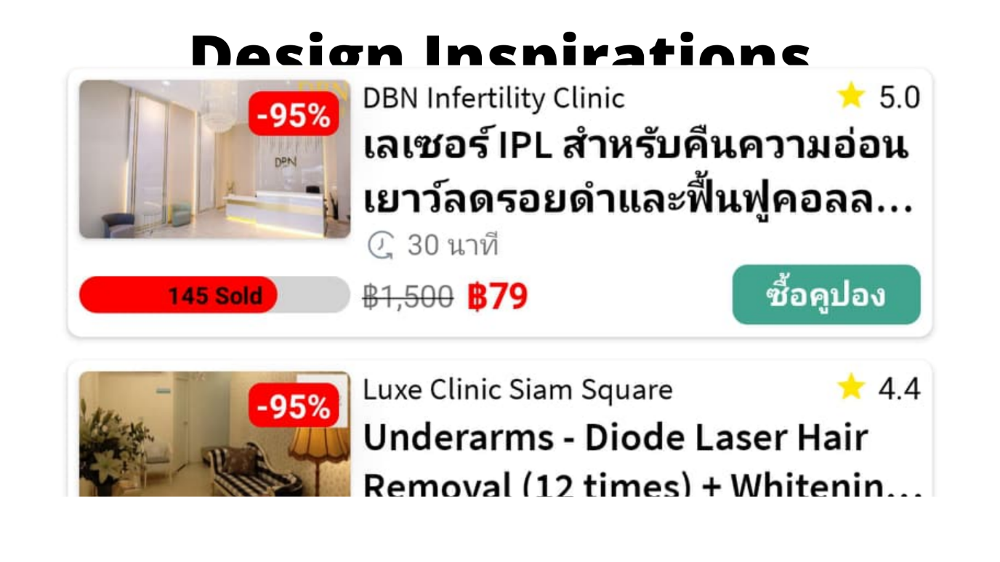 Design Inspirations
DBN
-95%
DBN
DBN Infertility Clinic
5.0
เลเซอร์ IPL สำหรับคืนความอ่อน
เยาว์ลดรอยดำและฟื้นฟูคอลล...
30 นาที
145 Sold
฿1,500 ฿79
ซื้อคูปอง
-95%
Luxe Clinic Siam Square
4.4
Underarms - Diode Laser Hair
Removal (12 times) + Whitenin...